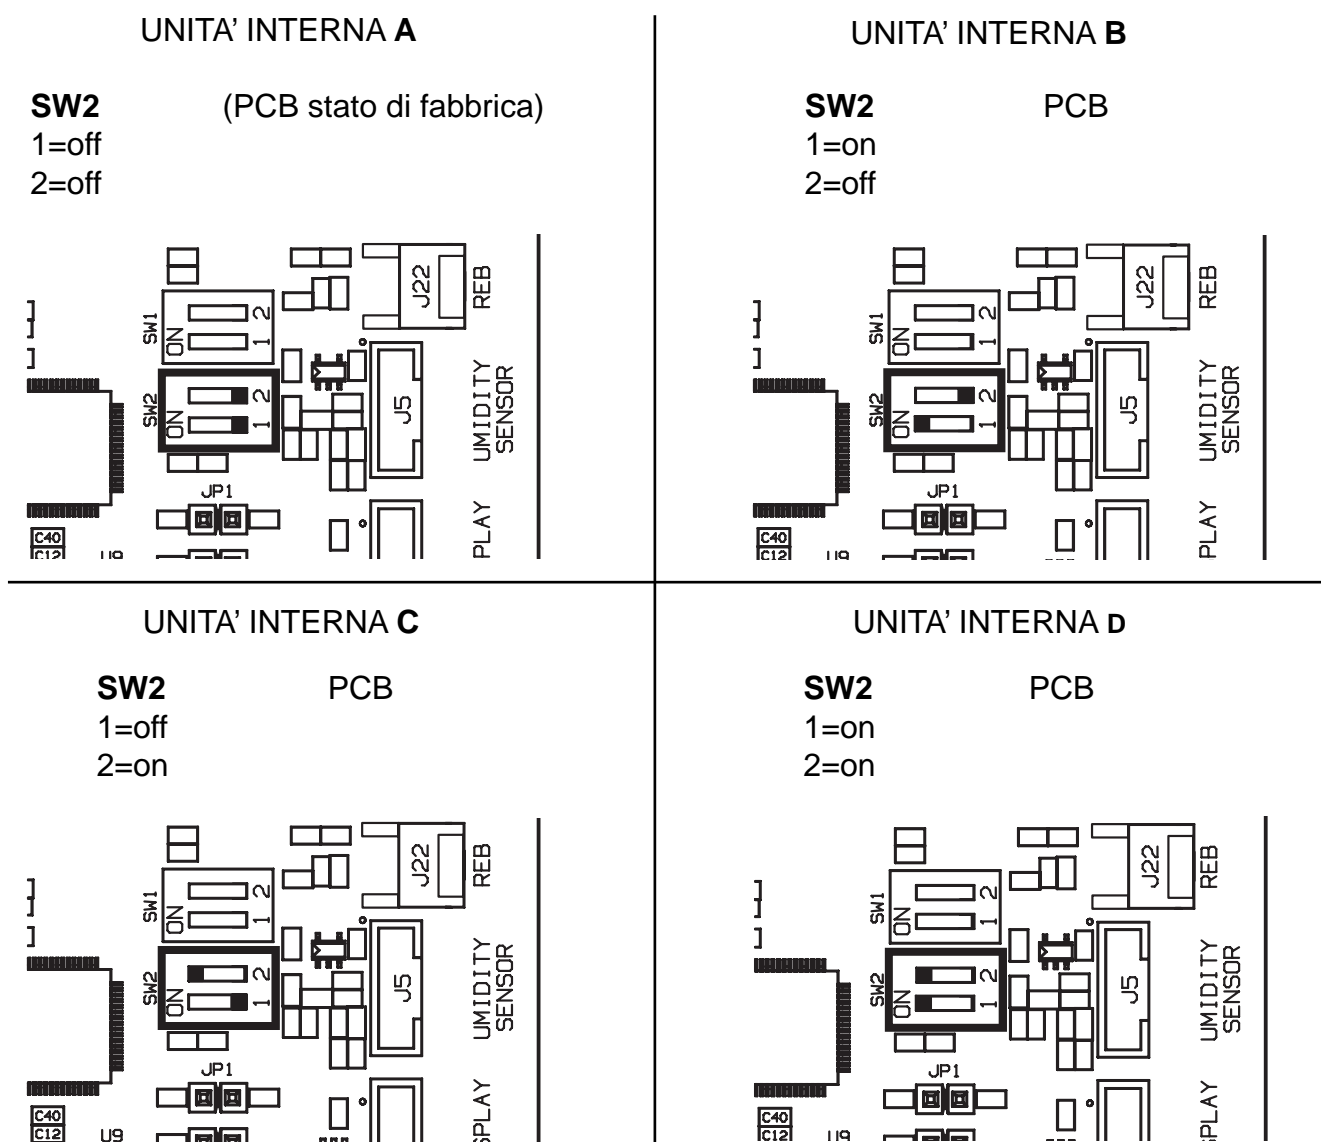 UNITA' INTERNA A
SW2 (PCB stato di fabbrica)
1=off
2=off
J22
REB
SW1
ON
2
1
SW2
ON
2
1
J5
UMIDITY
SENSOR
JP1
PLAY
C40
C12
U9
UNITA' INTERNA B
SW2 PCB
1=on
2=off
J22
REB
SW1
ON
2
1
SW2
ON
2
1
J5
UMIDITY
SENSOR
JP1
PLAY
C40
C12
U9
UNITA' INTERNA C
SW2 PCB
1=off
2=on
J22
REB
SW1
ON
2
1
SW2
ON
2
1
J5
UMIDITY
SENSOR
JP1
SPLAY
C40
C12
U9
UNITA' INTERNA D
SW2 PCB
1=on
2=on
J22
REB
SW1
ON
2
1
SW2
ON
2
1
J5
UMIDITY
SENSOR
JP1
SPLAY
C40
C12
U9